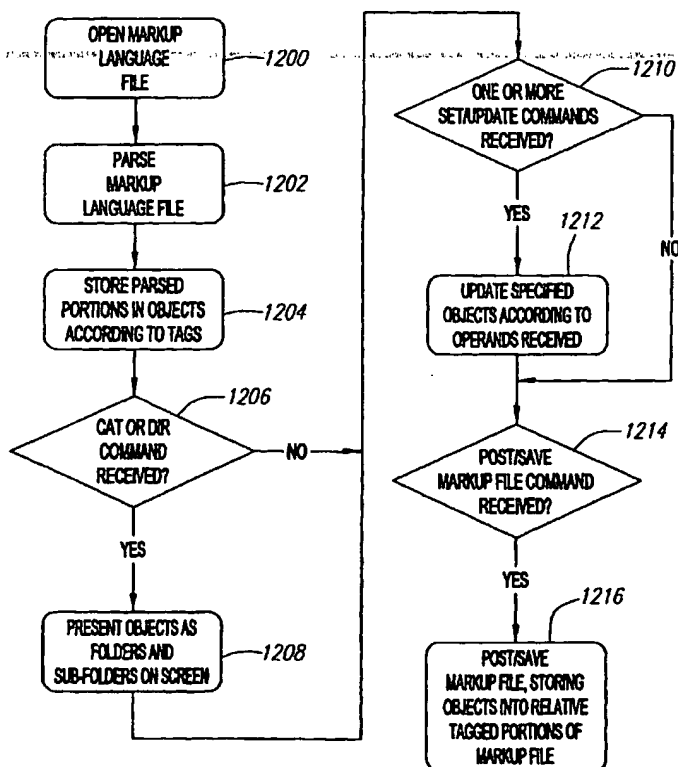 OPEN MARKUP
LANGUAGE
FILE
1200
PARSE
MARKUP
LANGUAGE FILE
1202
STORE PARSED
PORTIONS IN OBJECTS
ACCORDING TO TAGS
1204
1206
CAT OR DIR
COMMAND
RECEIVED?
NO
YES
PRESENT OBJECTS AS
FOLDERS AND
SUB-FOLDERS ON SCREEN
1208
1210
ONE OR MORE
SET/UPDATE COMMANDS
RECEIVED?
YES
NO
1212
UPDATE SPECIFIED
OBJECTS ACCORDING TO
OPERANDS RECEIVED
1214
POST/SAVE
MARKUP FILE COMMAND
RECEIVED?
YES
1216
POST/SAVE
MARKUP FILE, STORING
OBJECTS INTO RELATIVE
TAGGED PORTIONS OF
MARKUP FILE